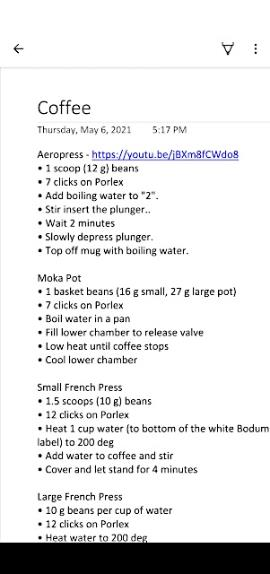 Coffee
Thursday, May 6, 2021 5:17 PM
Aeropress - https://youtu.be/jBXm8fCWdo8
• 1 scoop (12 g) beans
• 7 clicks on Porlex
• Add boiling water to "2".
• Stir insert the plunger..
• Wait 2 minutes
• Slowly depress plunger.
• Top off mug with boiling water.
Moka Pot
• 1 basket beans (16 g small, 27 g large pot)
• 7 clicks on Porlex
• Boil water in a pan
• Fill lower chamber to release valve
• Low heat until coffee stops
• Cool lower chamber
Small French Press
• 1.5 scoops (10 g) beans
• 12 clicks on Porlex
• Heat 1 cup water (to bottom of the white Bodum
label) to 200 deg
• Add water to coffee and stir
• Cover and let stand for 4 minutes
Large French Press
• 10 g beans per cup of water
• 12 clicks on Porlex
• Heat water to 200 deg